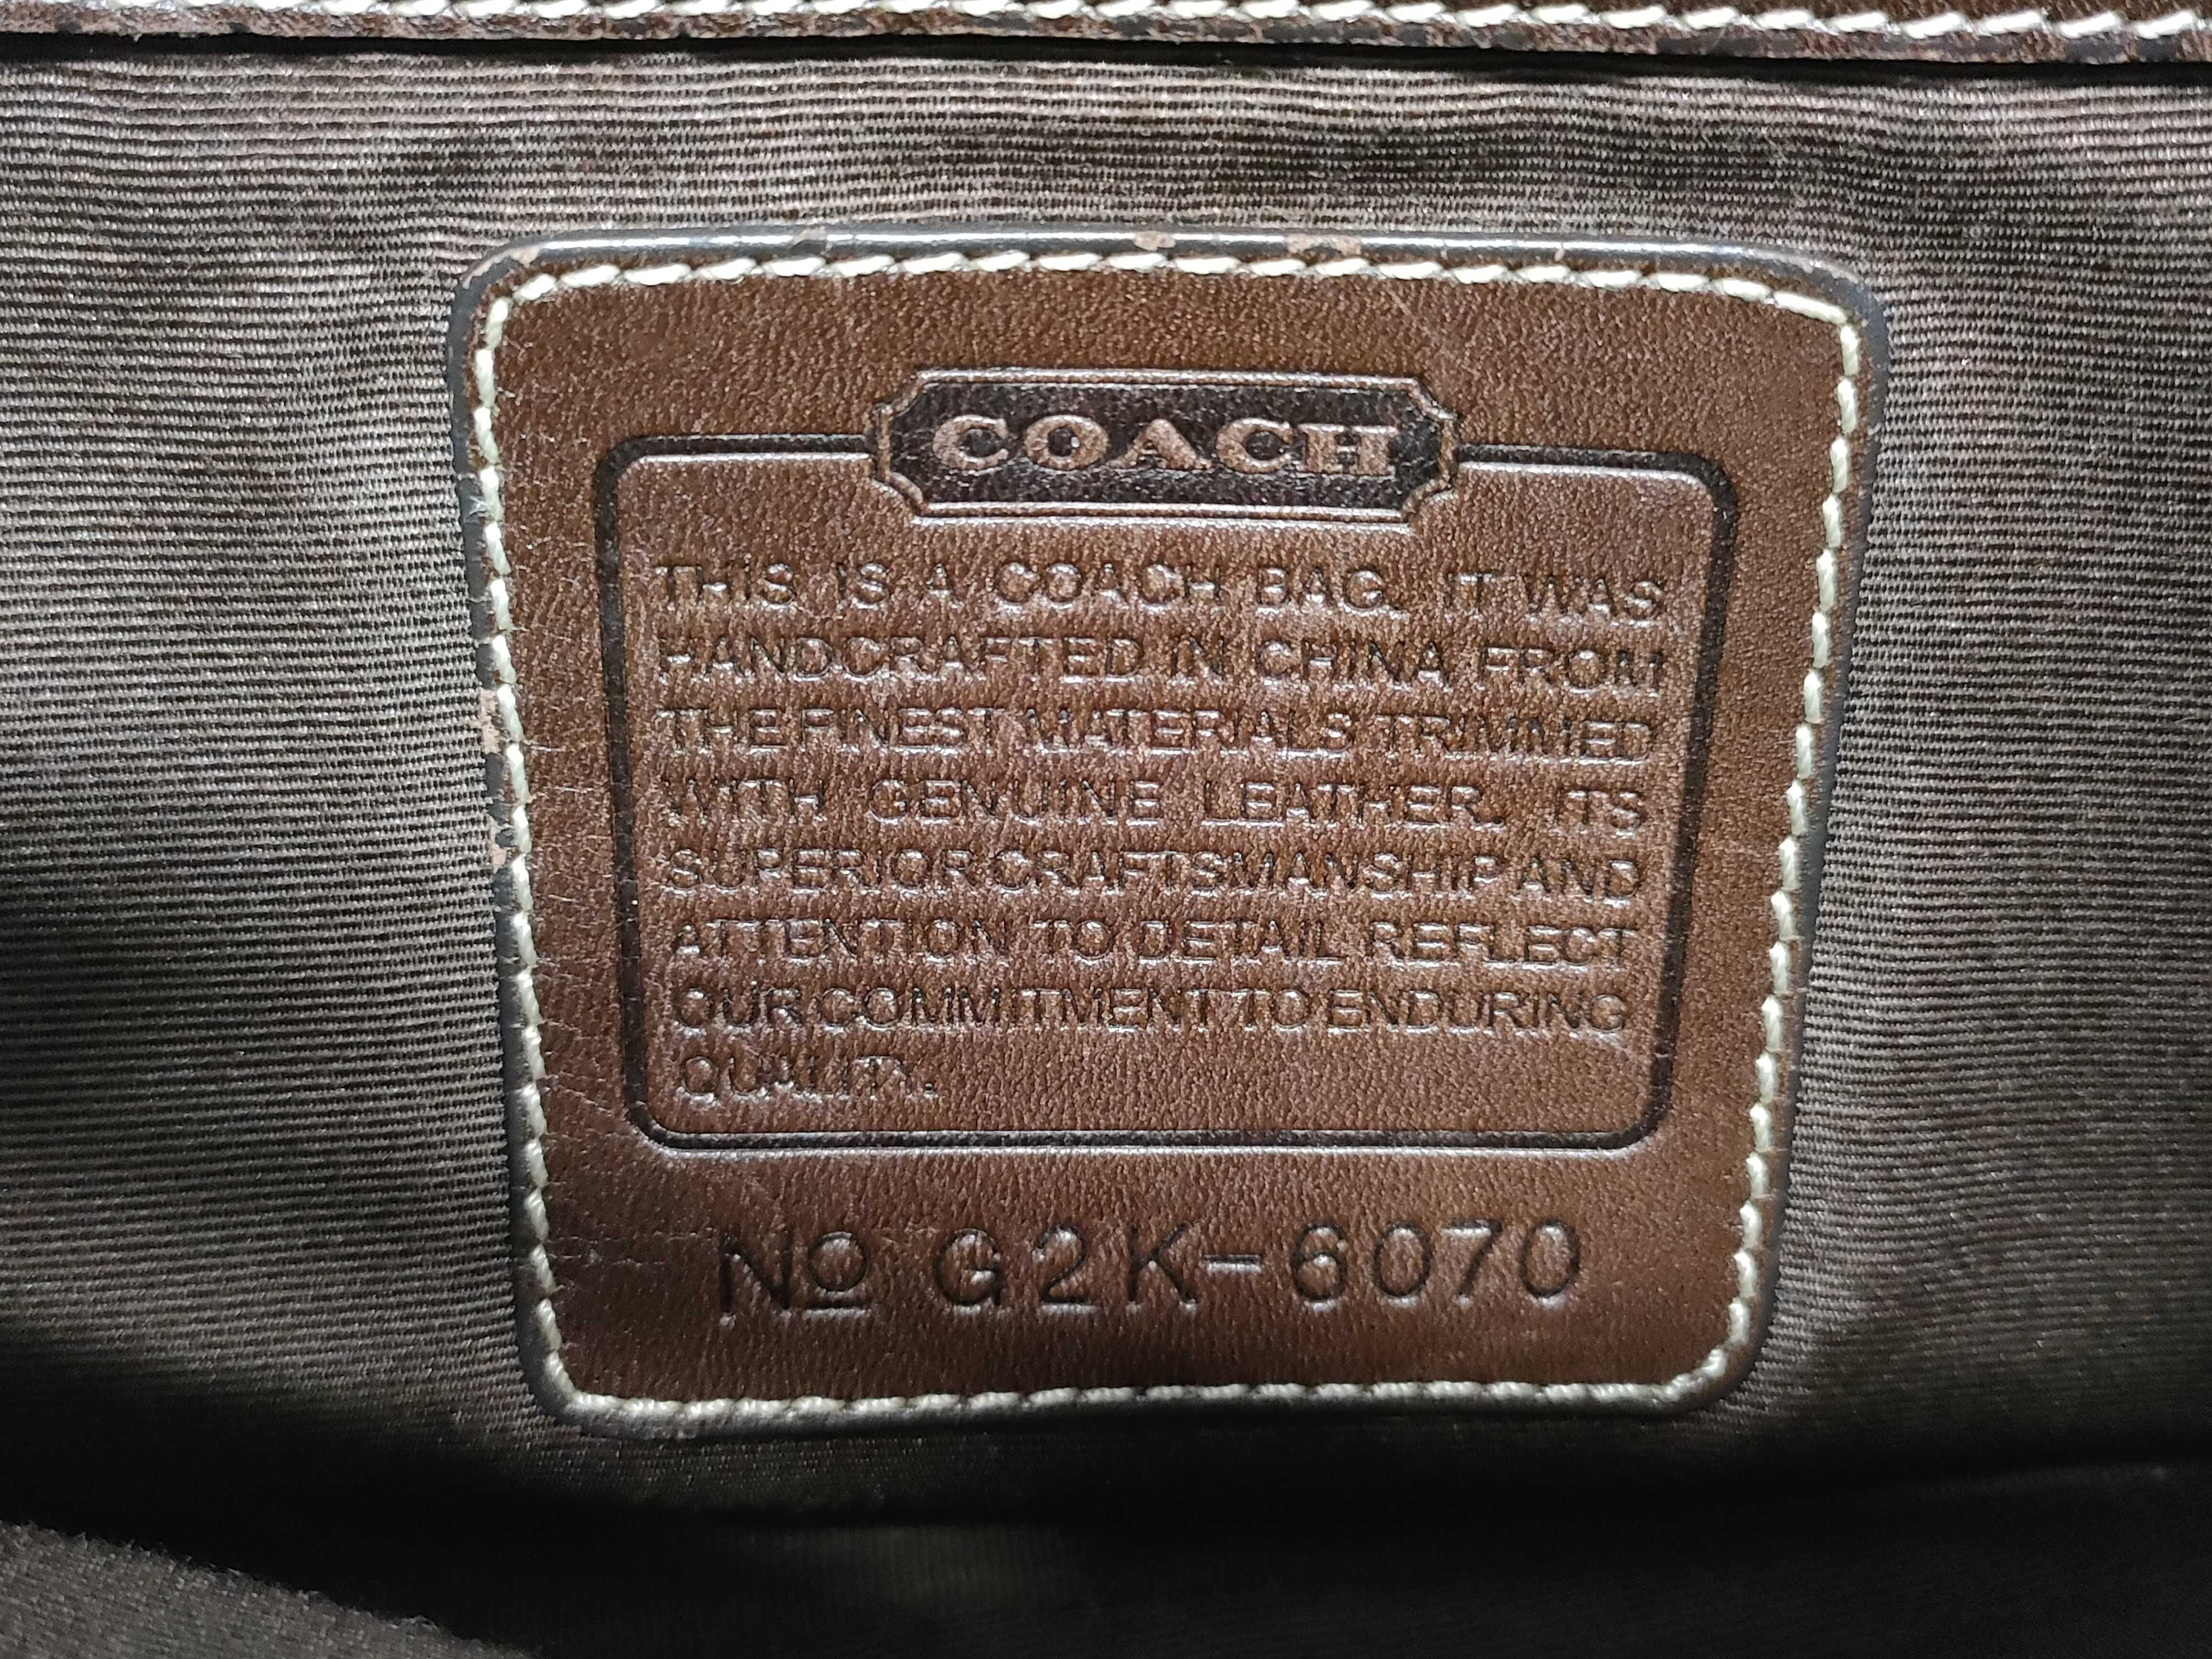 COACH
THIS IS A COACH BAG. IT WAS
HANDCRAFTED IN CHINA FROM
THE FINEST MATERIALS TRIMMED
WITH GENUINE LEATHER. ITS
SUPERIOR CRAFTSMANSHIP AND
ATTENTION TO DETAIL REFLECT
OUR COMMITMENT TO ENDURING
QUALITY.
Nº G2K-6070